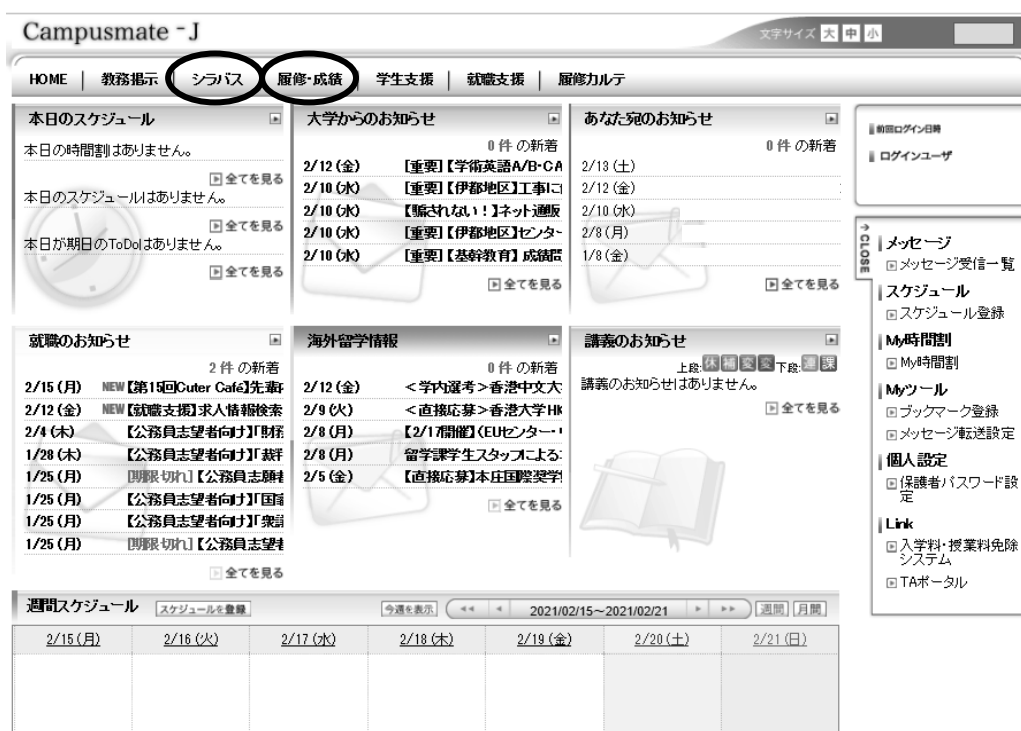 Campusmate-J
文字サイズ 大 中 小
HOME 教務掲示 シラバス 履修・成績 学生支援 就職支援 履修カルテ
本日のスケジュール
本日の時間割はありません。
全てを見る
本日のスケジュールはありません。
全てを見る
本日が期日のToDoはありません。
全てを見る
大学からのお知らせ
0 件 の新着
2/12 (金) [重要]【学術英語A/B・CA
2/10 (水) [重要]【伊都地区】工事に
2/10 (水) 【騙されない!】ネット通販
2/10 (水) [重要]【伊都地区】センター
2/10 (水) [重要]【基幹教育】成績
全てを見る
あなた宛のお知らせ
0 件 の新着
2/13 (土)
2/12 (金)
2/10 (水)
2/8 (月)
1/8 (金)
全てを見る
前回ログイン日時
ログインユーザ
就職のお知らせ
2 件 の新着
2/15 (月) NEW【第15回Cuter Café】先輩
2/12 (金) NEW【就職支援】求人情報検索
2/4 (木) 【公務員志望者向け】「財務
1/28 (木) 【公務員志望者向け】「裁判
1/25 (月) [期限切れ]【公務員志願者
1/25 (月) 【公務員志望者向け】「国家
1/25 (月) 【公務員志望者向け】「衆議
1/25 (月) [期限切れ]【公務員志望者
全てを見る
海外留学情報
0 件 の新着
2/12 (金) <学内選考>香港中文大
2/9 (火) <直接応募>香港大学HK
2/8 (月) 【2/17開催】(EUセンター・
2/8 (月) 留学課学生スタッフによる
2/5 (金) 【直接応募】本庄国際奨学
全てを見る
講義のお知らせ
上段:休 補 変 変 下段:連 課
講義のお知らせはありません。
全てを見る
CLOSE
メッセージ
メッセージ受信一覧
スケジュール
スケジュール登録
My時間割
My時間割
Myツール
ブックマーク登録
メッセージ転送設定
個人設定
保護者パスワード設
定
Link
入学料・授業料免除
システム
TAポータル
週間スケジュール スケジュールを登録 今週を表示 2021/02/15~2021/02/21 週間 月間
2/15 (月) 2/16 (火) 2/17 (水) 2/18 (木) 2/19 (金) 2/20 (土) 2/21 (日)